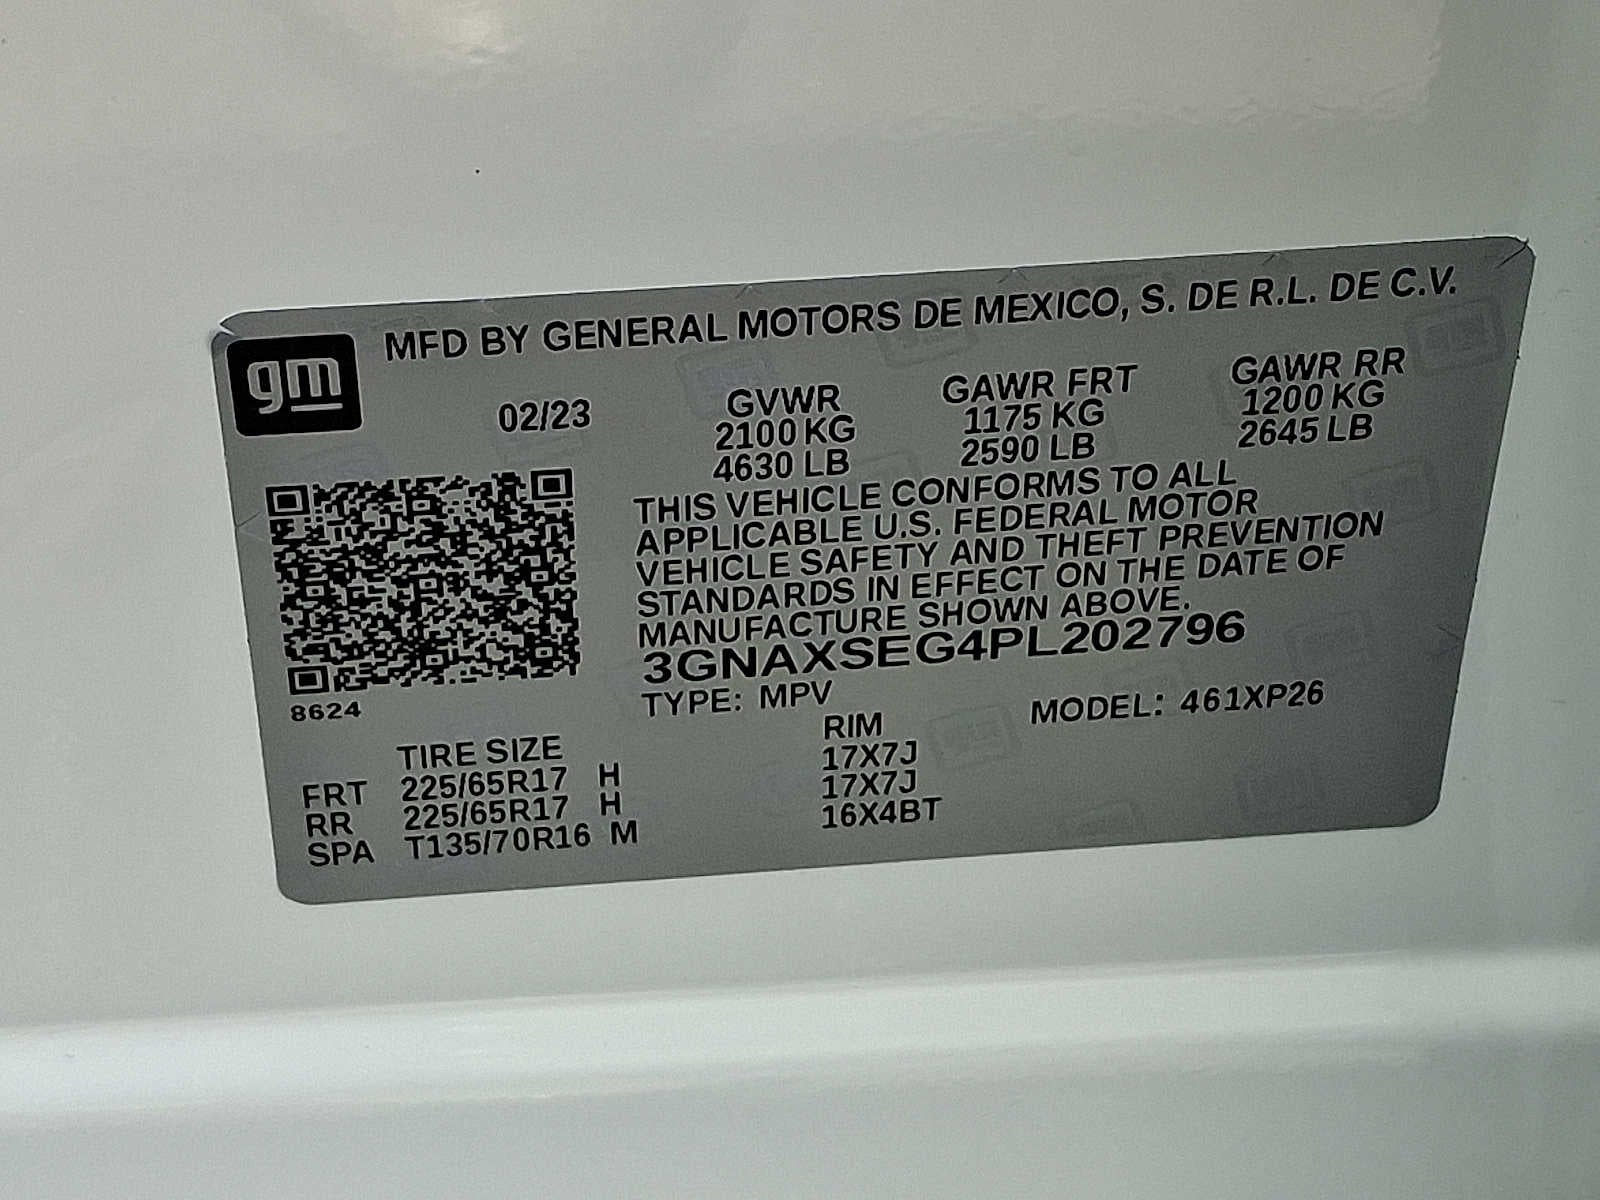 gm
MFD BY GENERAL MOTORS DE MEXICO, S. DE R.L. DE C.V.
02/23 GVWR GAWR FRT GAWR RR
2100 KG 1175 KG 1200 KG
4630 LB 2590 LB 2645 LB
THIS VEHICLE CONFORMS TO ALL
APPLICABLE U.S. FEDERAL MOTOR
VEHICLE SAFETY AND THEFT PREVENTION
STANDARDS IN EFFECT ON THE DATE OF
MANUFACTURE SHOWN ABOVE.
3GNAXSEG4PL202796
8624
TYPE: MPV MODEL: 461XP26
TIRE SIZE RIM
FRT 225/65R17 H 17X7J
RR 225/65R17 H 17X7J
SPA T135/70R16 M 16X4BT